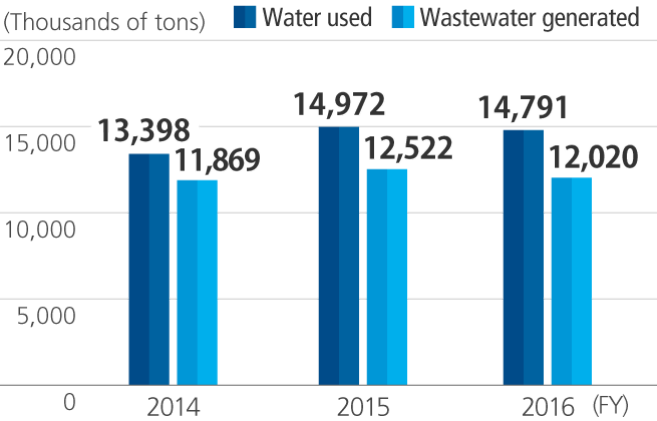 (Thousands of tons) Water used Wastewater generated
20,000
14,972 14,791
13,398 15,000 12,522 12,020
11,869
10,000
5,000
0
2014 2015 2016 (FY)